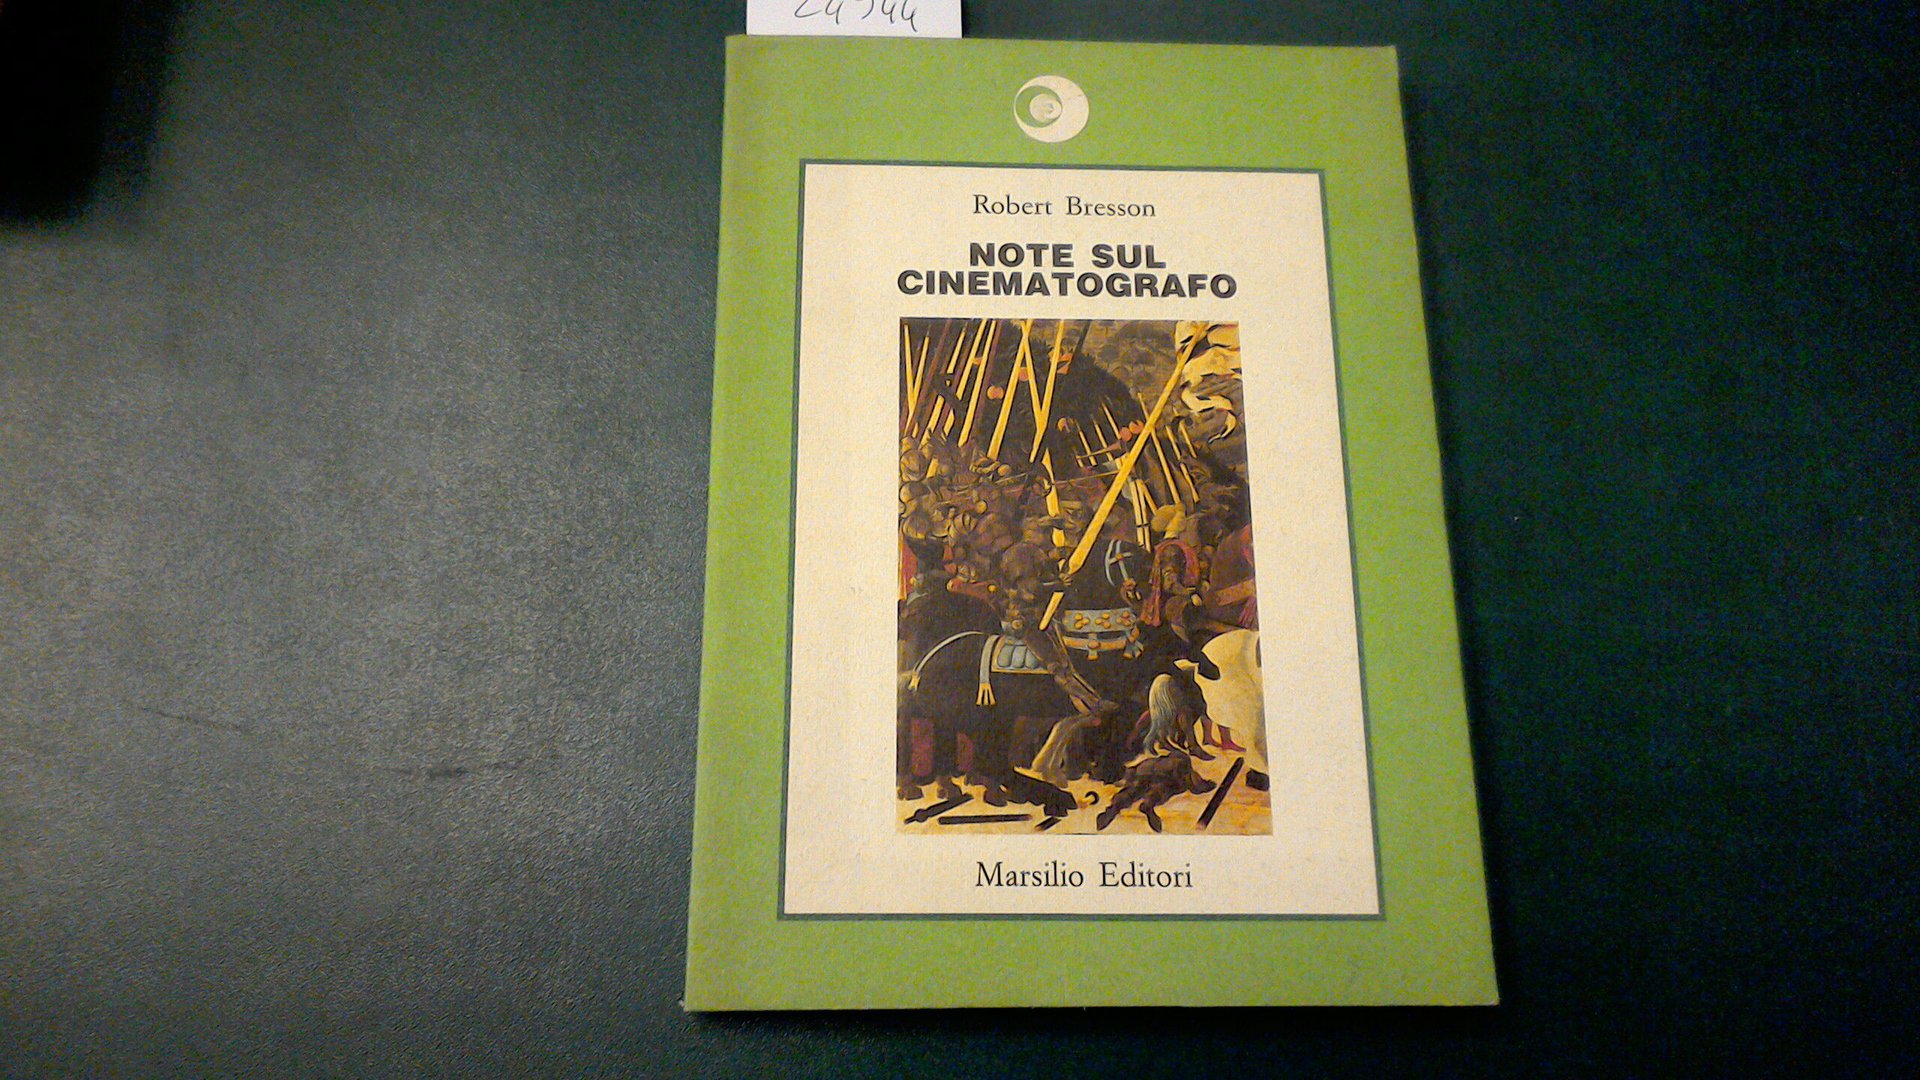 Robert Bresson
NOTE SUL
CINEMATOGRAFO
Marsilio Editori